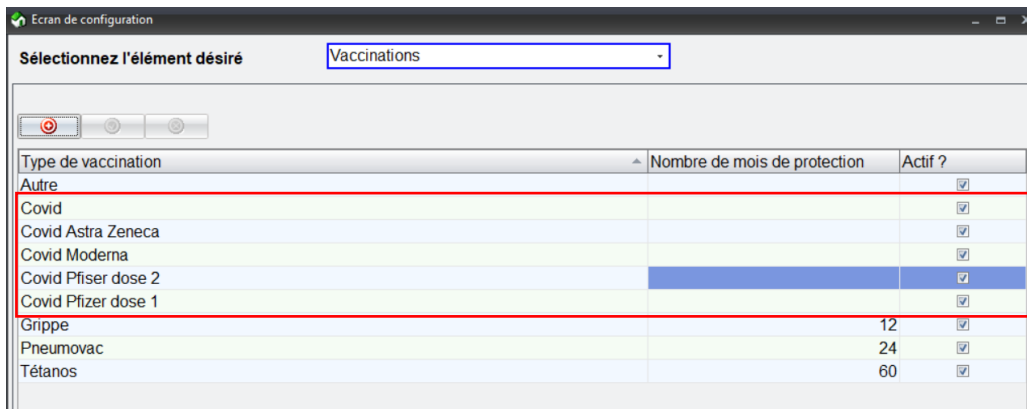 Ecran de configuration
Sélectionnez l'élément désiré Vaccinations
Type de vaccination Nombre de mois de protection Actif ?
Autre
Covid
Covid Astra Zeneca
Covid Moderna
Covid Pfiser dose 2
Covid Pfizer dose 1
Grippe 12
Pneumovac 24
Tétanos 60